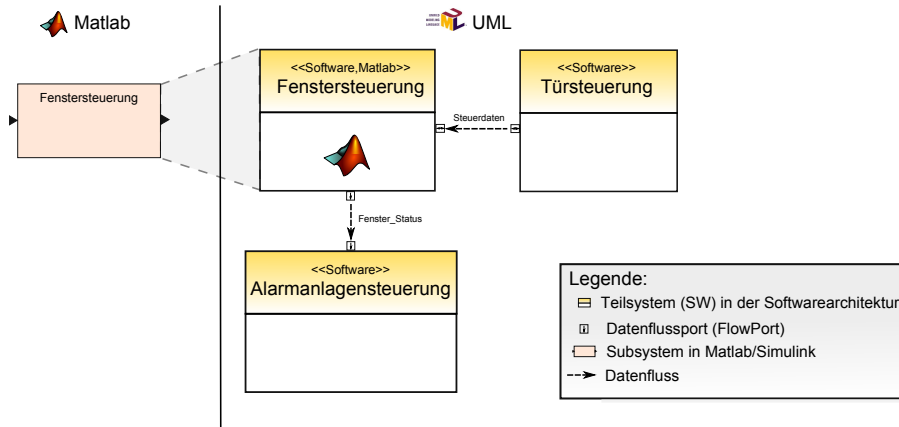 Matlab
UML
Fenstersteuerung
<<Software,Matlab>>
Fenstersteuerung
<<Software>>
Türsteuerung
Steuerdaten
Fenster_Status
<<Software>>
Alarmanlagensteuerung
Legende:
Teilsystem (SW) in der Softwarearchitektur
Datenflussport (FlowPort)
Subsystem in Matlab/Simulink
Datenfluss